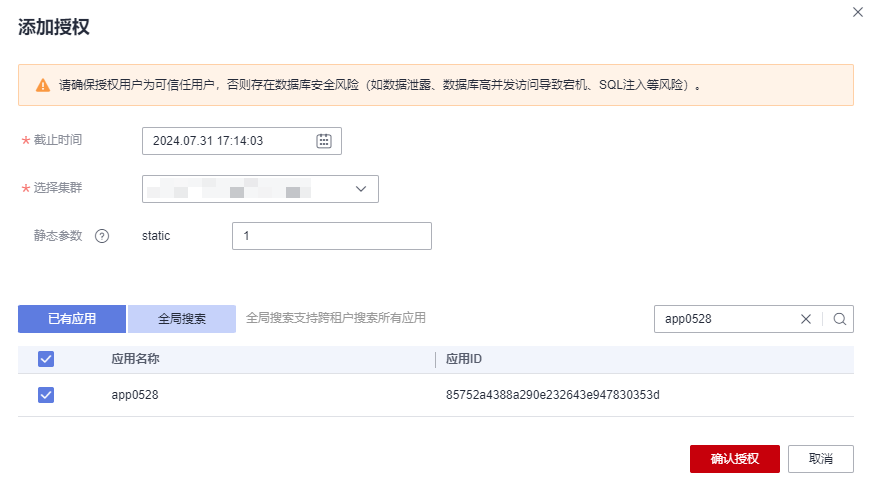 添加授权
请确保授权用户为可信任用户，否则存在数据库安全风险（如数据泄露、数据库高并发访问导致宕机、SQL注入等风险）。
* 截止时间 2024.07.31 17:14:03
* 选择集群
静态参数 ? static 1
已有应用 全局搜索 全局搜索支持跨租户搜索所有应用 app0528
应用名称 应用ID
app0528 85752a4388a290e232643e947830353d
确认授权 取消